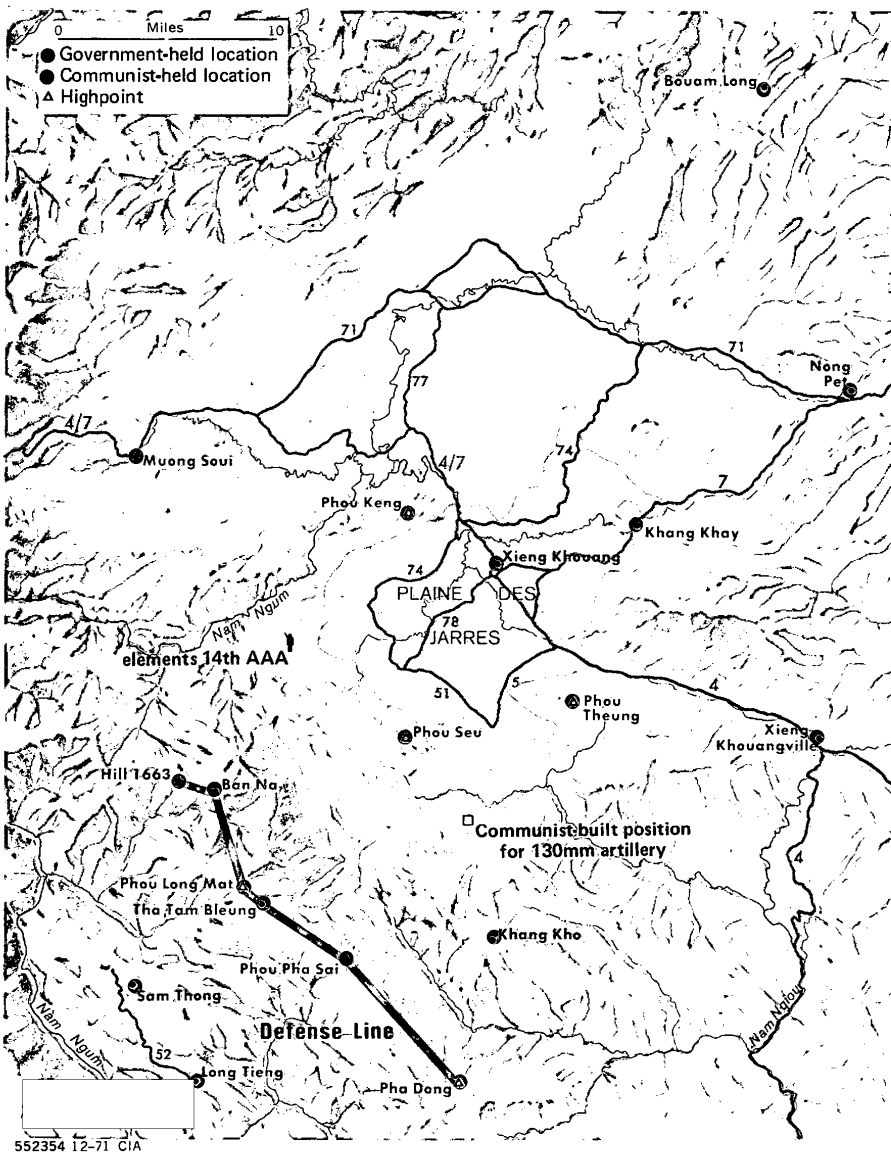 0 Miles 10
Government-held location
Communist-held location
Highpoint
Bouam Long
71
71
77
Nong
Pet
4/7
Muong Soui
4/7
74
7
Phou Keng
Khang Khay
Xieng Khouang
74
PLAINE DES
78
JARRES
Nam Ngum
elements 14th AAA
51
5
4
Phou
Theung
Phou Seu
Xieng
Khouangville
Hill 1663
Ban Na
Communist-built position
for 130mm artillery
4
Phou Long Mat
Tha Tam Bleung
Khang Kho
Phou Pha Sai
Sam Thong
Nam Ngum
Defense Line
Nam Ngiou
52
Long Tieng
Pha Dong
552354 12-71 CIA